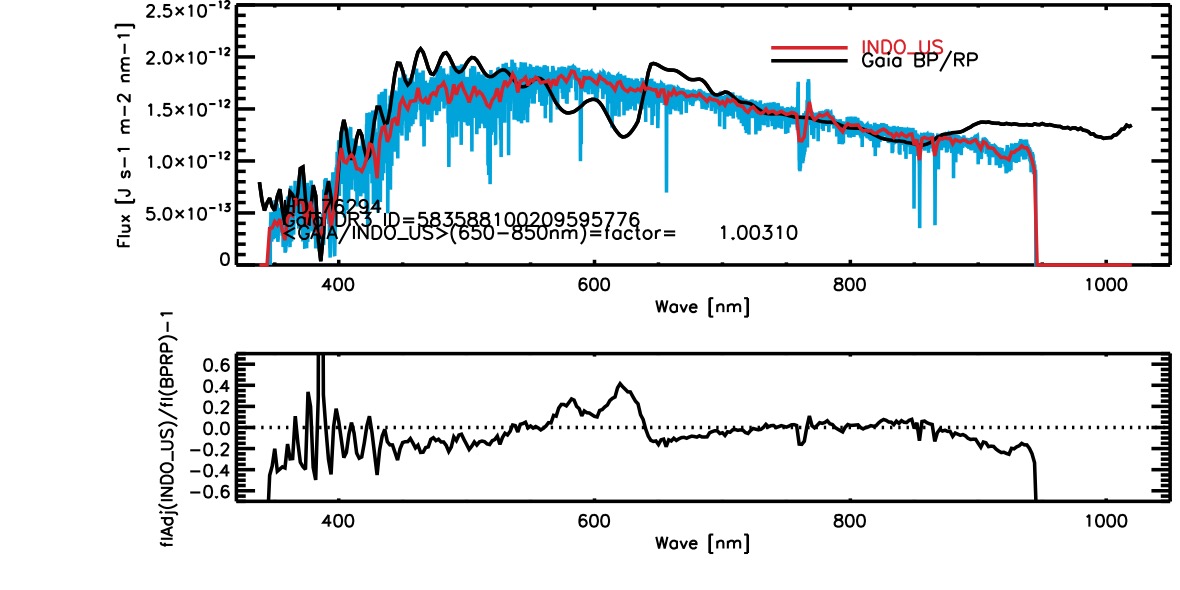 2.5×10⁻¹²
2.0×10⁻¹²
1.5×10⁻¹²
1.0×10⁻¹²
5.0×10⁻¹³
0
Flux [J s-1 m-2 nm-1]
INDO_US
Gaia BP/RP
HD_76294
Gaia DR3 ID=5835881002095957​76
<GAIA/INDO_US>(650-850nm)=factor= 1.00310
400 600 800 1000
Wave [nm]
0.6
0.4
0.2
0.0
-0.2
-0.4
-0.6
flAdj(INDO_US)/fl(BPRP)-1
400 600 800 1000
Wave [nm]